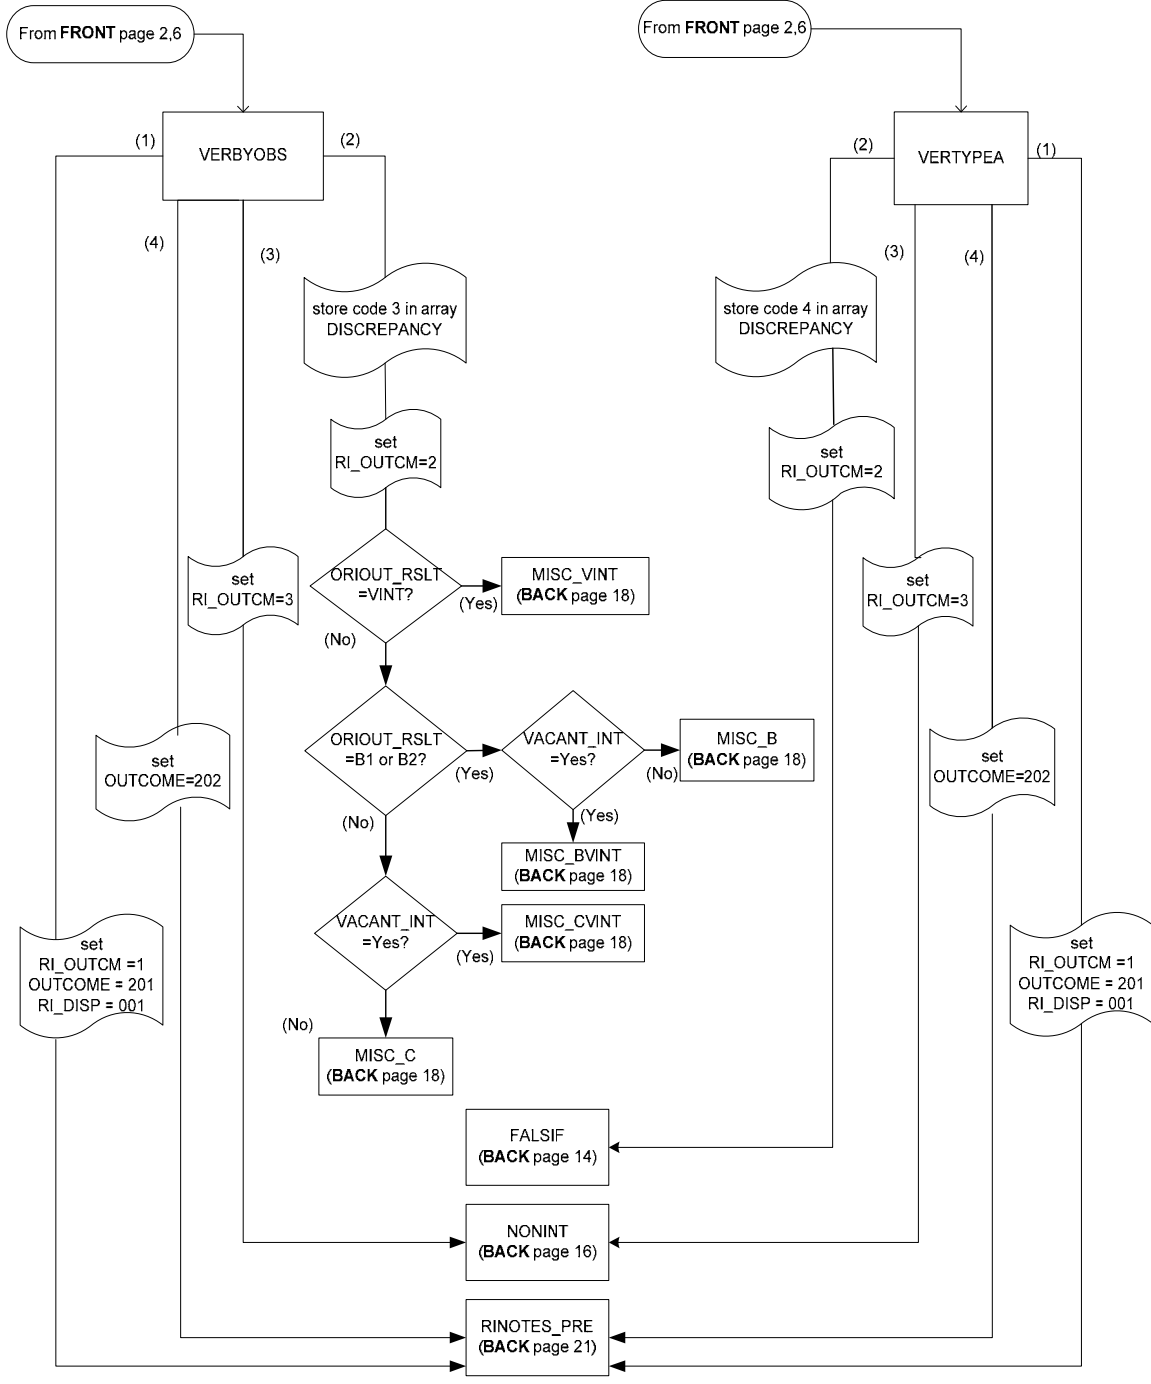 From FRONT page 2,6
From FRONT page 2,6
(1)
VERBYOBS
(2)
(2)
VERTYPEA
(1)
(4)
(3)
(3)
(4)
store code 3 in array
DISCREPANCY
store code 4 in array
DISCREPANCY
set
RI_OUTCM=2
set
RI_OUTCM=2
set
RI_OUTCM=3
ORIOUT_RSLT
=VINT?
(Yes)
MISC_VINT
(BACK page 18)
set
RI_OUTCM=3
(No)
ORIOUT_RSLT
=B1 or B2?
(Yes)
VACANT_INT
=Yes?
(No)
MISC_B
(BACK page 18)
set
OUTCOME=202
set
OUTCOME=202
(No)
(Yes)
MISC_BVINT
(BACK page 18)
VACANT_INT
=Yes?
(Yes)
MISC_CVINT
(BACK page 18)
set
RI_OUTCM =1
OUTCOME = 201
RI_DISP = 001
set
RI_OUTCM =1
OUTCOME = 201
RI_DISP = 001
(No)
MISC_C
(BACK page 18)
FALSIF
(BACK page 14)
NONINT
(BACK page 16)
RINOTES_PRE
(BACK page 21)